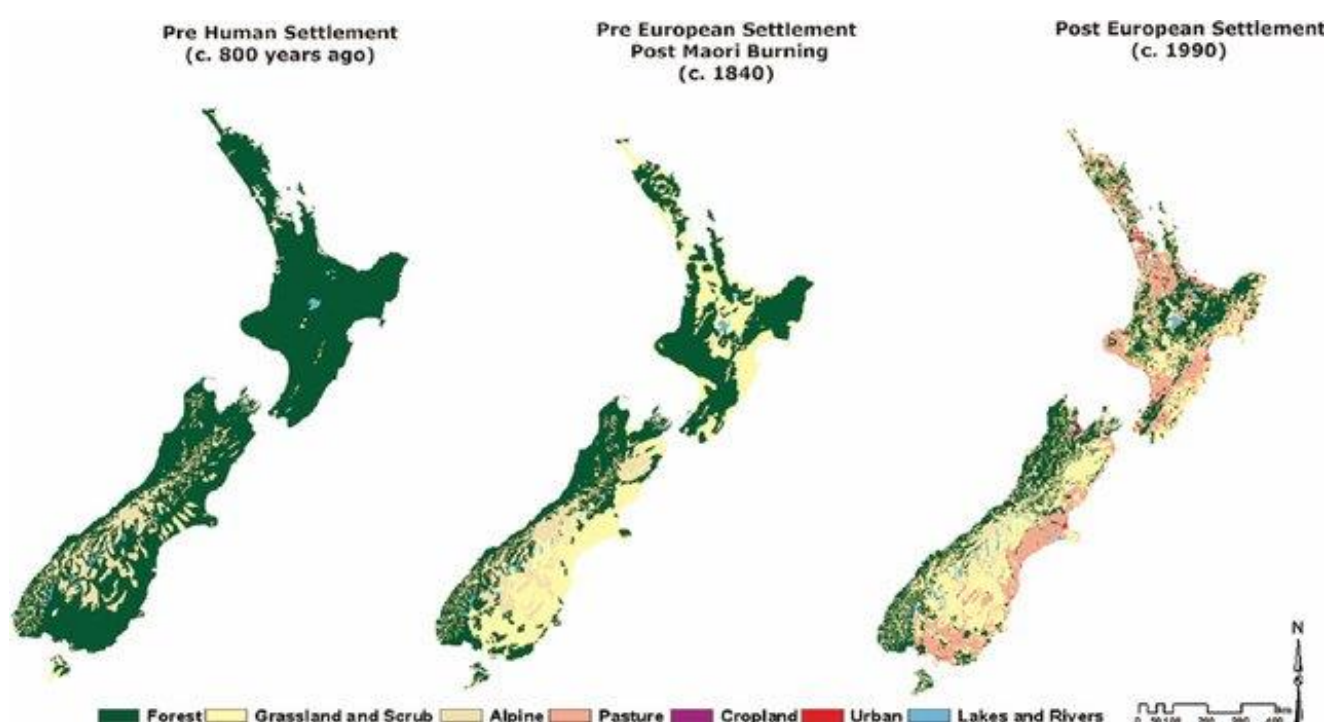 Pre Human Settlement
(c. 800 years ago)
Pre European Settlement
Post Maori Burning
(c. 1840)
Post European Settlement
(c. 1990)
N
Forest Grassland and Scrub Alpine Pasture Cropland Urban Lakes and Rivers